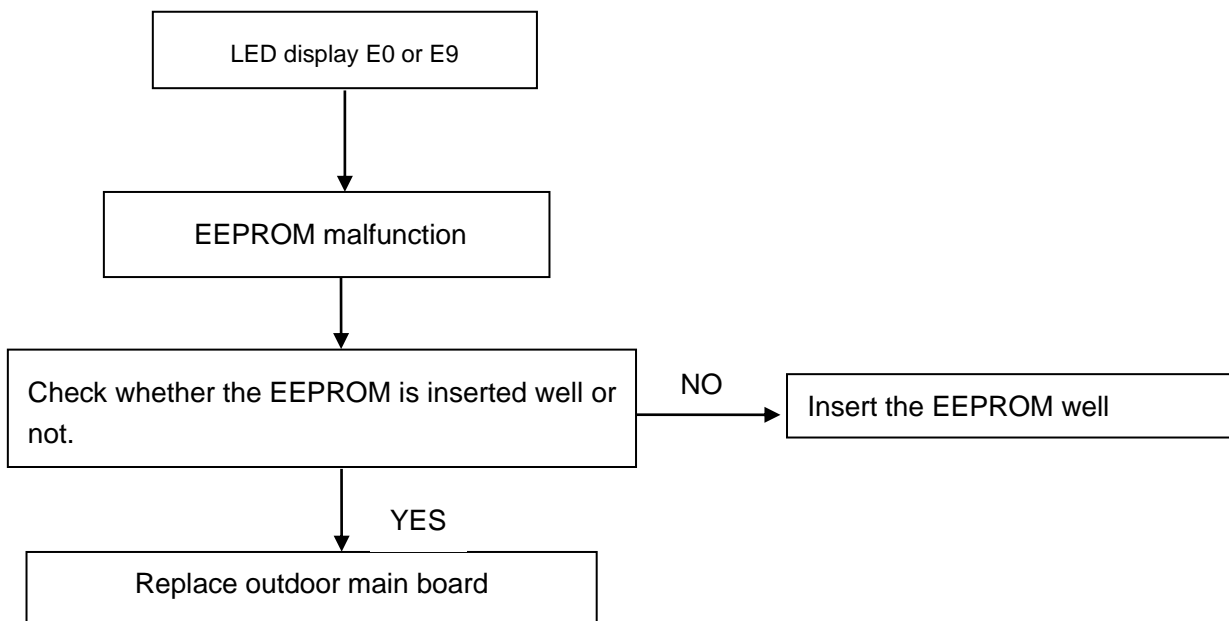 LED display E0 or E9
EEPROM malfunction
Check whether the EEPROM is inserted well or
not.
NO
Insert the EEPROM well
YES
Replace outdoor main board